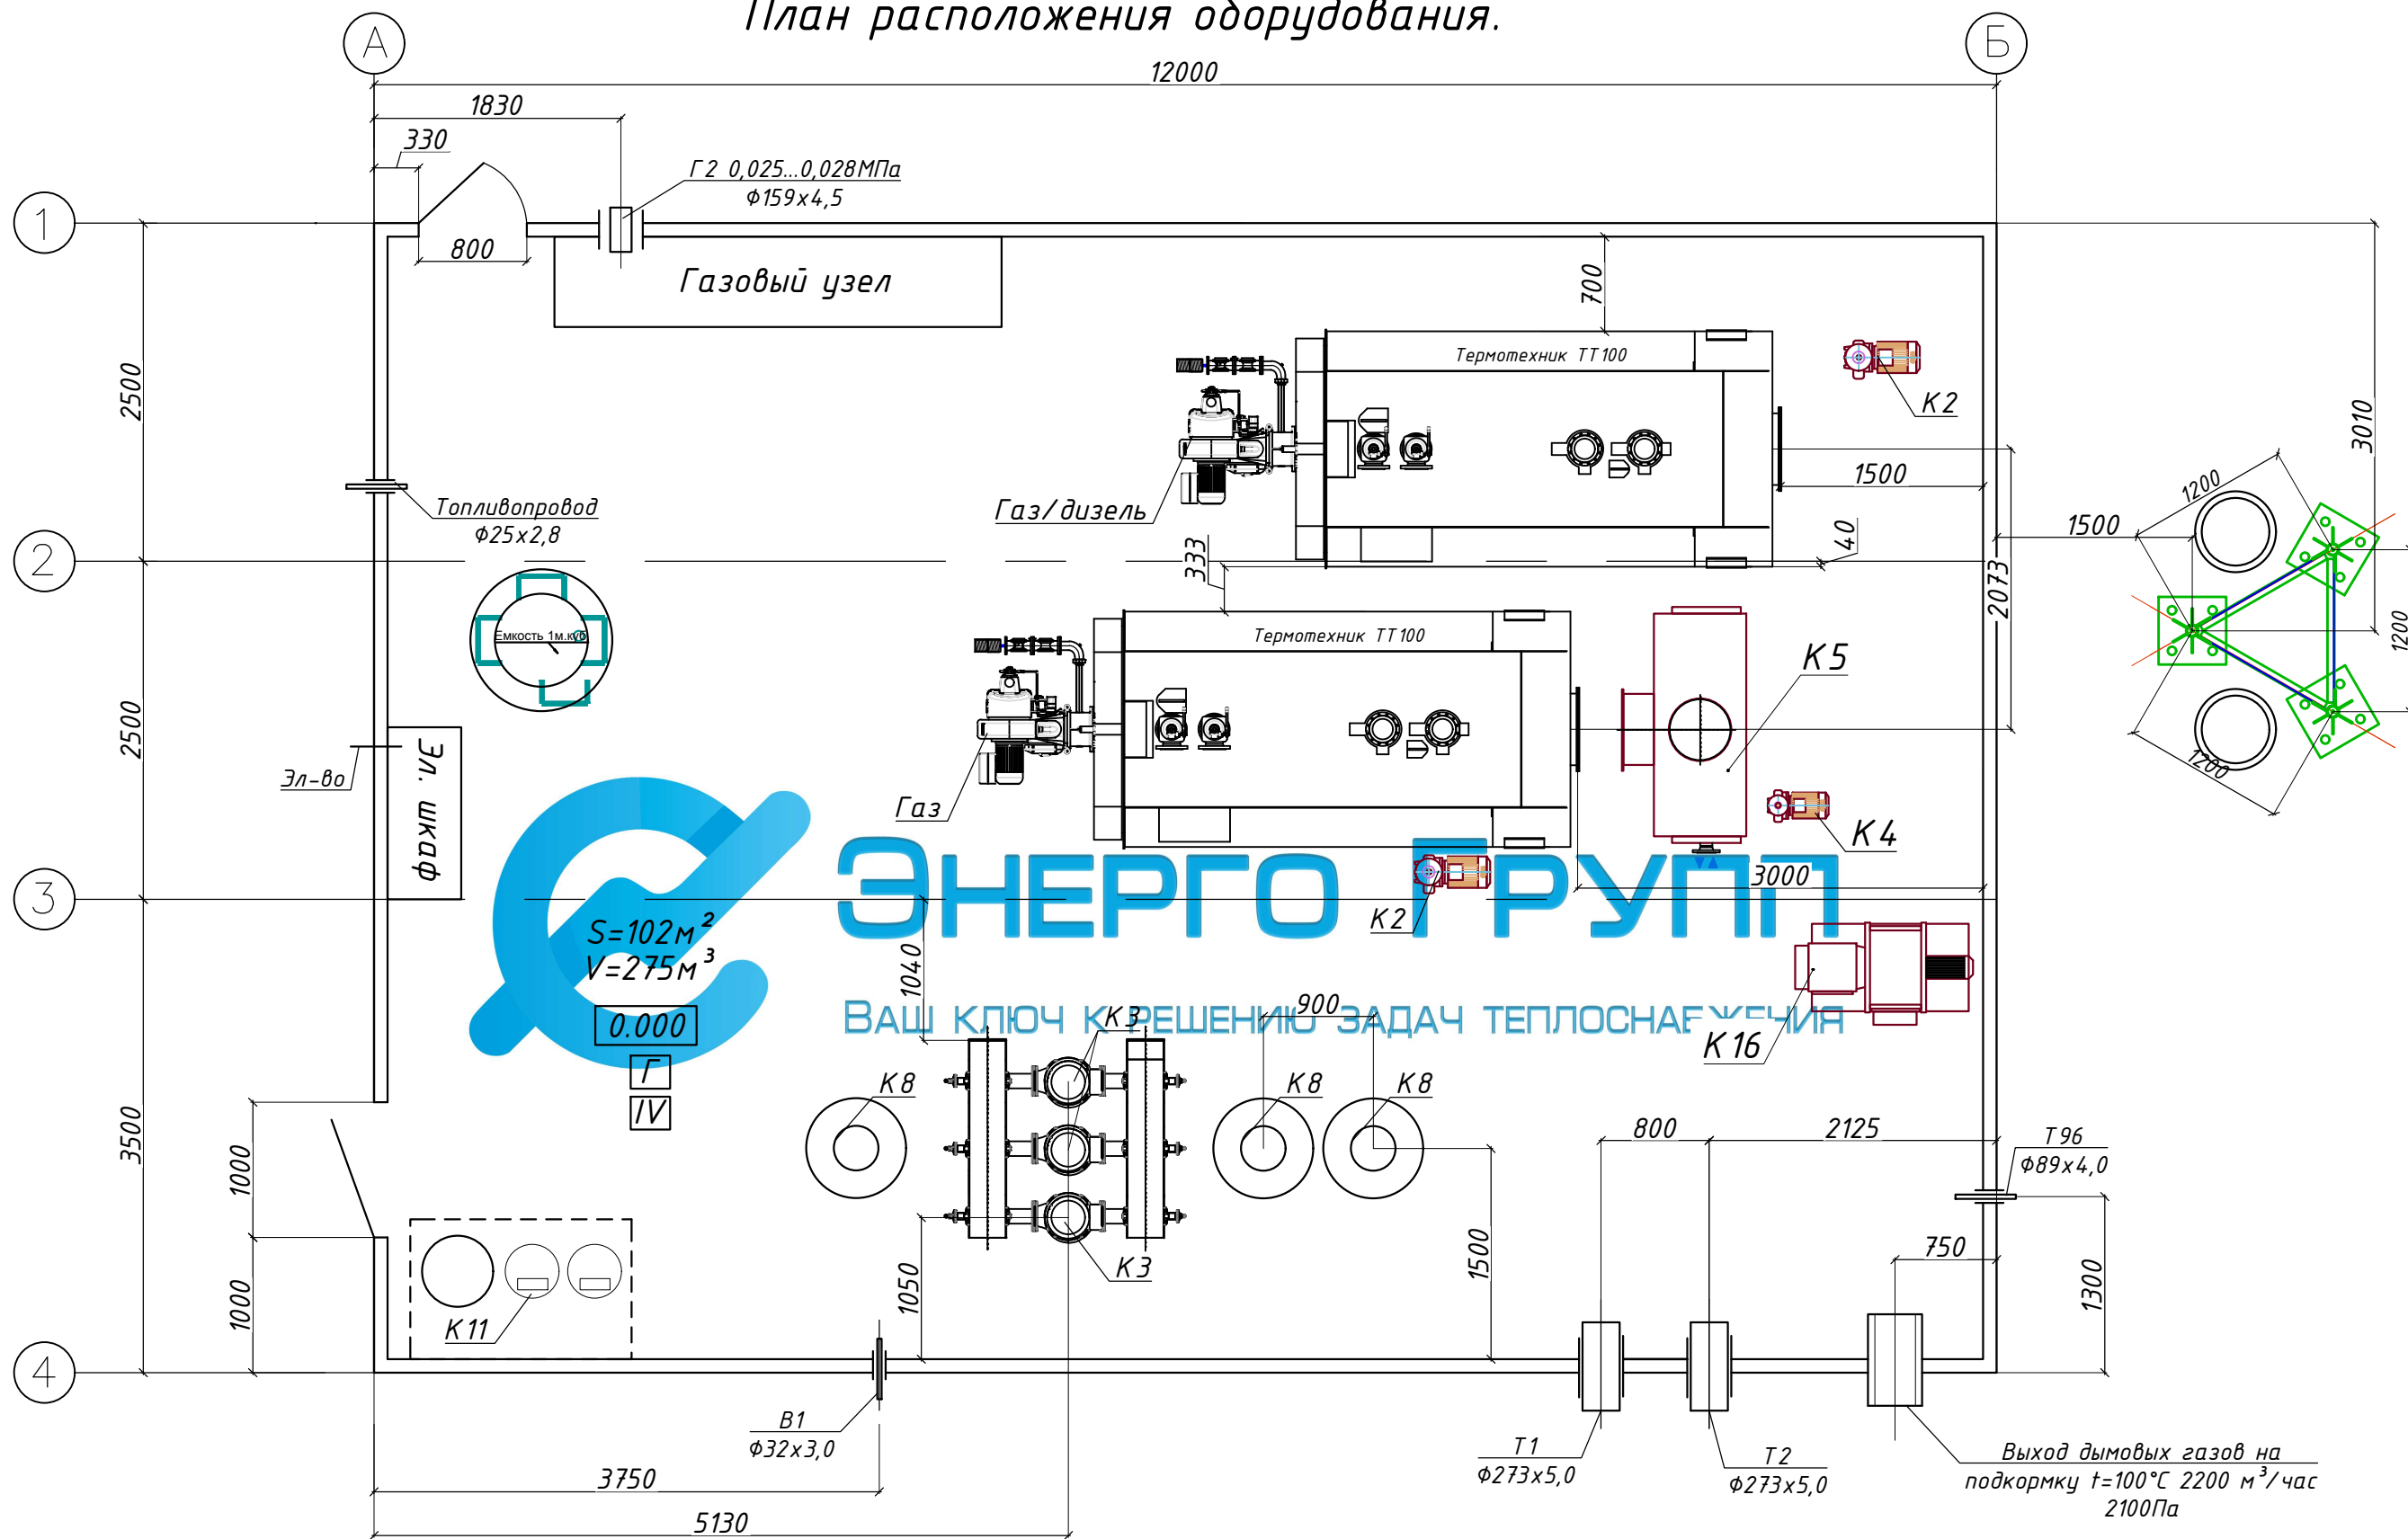 План расположения оборудования.
А
Б
12000
1830
330
Г2 0,025...0,028МПа
Ф159х4,5
1
800
Газовый узел
700
Термотехник ТТ100
К2
2500
3010
1200
1500
Топливопровод
Ф25х2,8
Газ/дизель
1500
40
333
2
2073
1200
Емкость 1м.куб
Термотехник ТТ100
К5
2500
Эл. шкаф
Эл-во
1200
Газ
К4
ЭНЕРГО ГРУПП
3000
3
К2
S=102м²
V=275м³
1040
0.000
900
ВАШ КЛЮЧ К РЕШЕНИЮ ЗАДАЧ ТЕПЛОСНАБЖЕНИЯ
К3
К16
Г
IV
К8
К8
К8
3500
1000
800
2125
Т96
Ф89х4,0
1000
1050
1500
750
1300
К3
К11
4
В1
Ф32х3,0
Т1
Ф273х5,0
Т2
Ф273х5,0
Выход дымовых газов на
подкормку t=100°С 2200 м³/час
2100Па
3750
5130